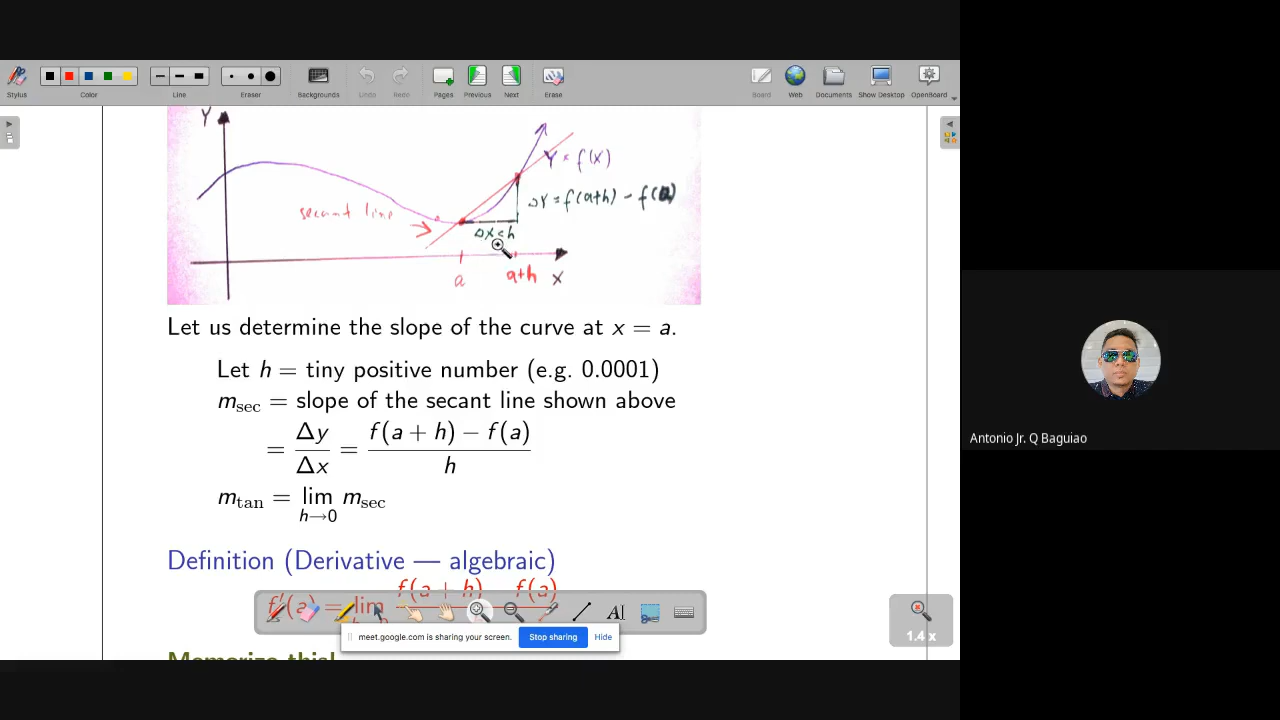 Stylus Color Line Eraser Backgrounds Undo Redo Pages Previous Next Erase Board Web Documents Show Desktop OpenBoard
Y
Y = f(x)
secant line
ΔY = f(a+h) - f(a)
Δx = h
a
a+h
X
Let us determine the slope of the curve at x = a.
Let h = tiny positive number (e.g. 0.0001)
m_sec = slope of the secant line shown above
= Δy/Δx = (f(a + h) − f(a))/h
m_tan = lim_{h→0} m_sec
Definition (Derivative — algebraic)
f′(a) = lim f(a + h) f(a)
meet.google.com is sharing your screen. Stop sharing Hide
Memorize this!
1.4 x
Antonio Jr. Q Baguiao